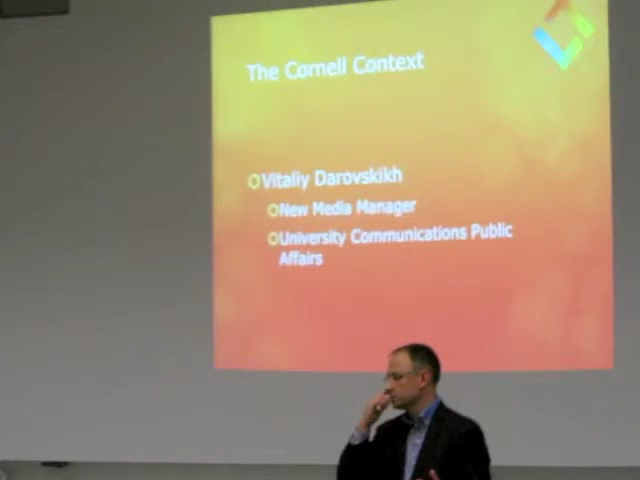 The Cornell Context
Vitaliy Darovskikh
New Media Manager
University Communications Public
Affairs